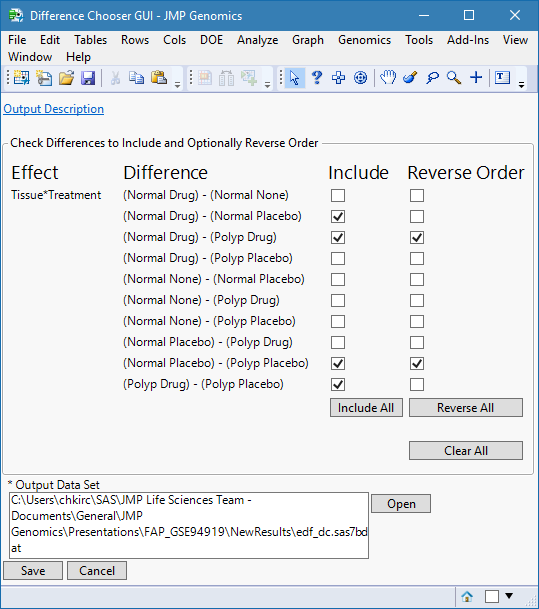 Difference Chooser GUI - JMP Genomics
File Edit Tables Rows Cols DOE Analyze Graph Genomics Tools Add-Ins View
Window Help
Output Description
Check Differences to Include and Optionally Reverse Order
Effect Difference Include Reverse Order
Tissue*Treatment (Normal Drug) - (Normal None)
(Normal Drug) - (Normal Placebo)
(Normal Drug) - (Polyp Drug)
(Normal Drug) - (Polyp Placebo)
(Normal None) - (Normal Placebo)
(Normal None) - (Polyp Drug)
(Normal None) - (Polyp Placebo)
(Normal Placebo) - (Polyp Drug)
(Normal Placebo) - (Polyp Placebo)
(Polyp Drug) - (Polyp Placebo)
Include All Reverse All
Clear All
* Output Data Set
C:\Users\chkirc\SAS\JMP Life Sciences Team -
Documents\General\JMP
Genomics\Presentations\FAP_GSE94919\NewResults\edf_dc.sas7bd
at
Open
Save Cancel